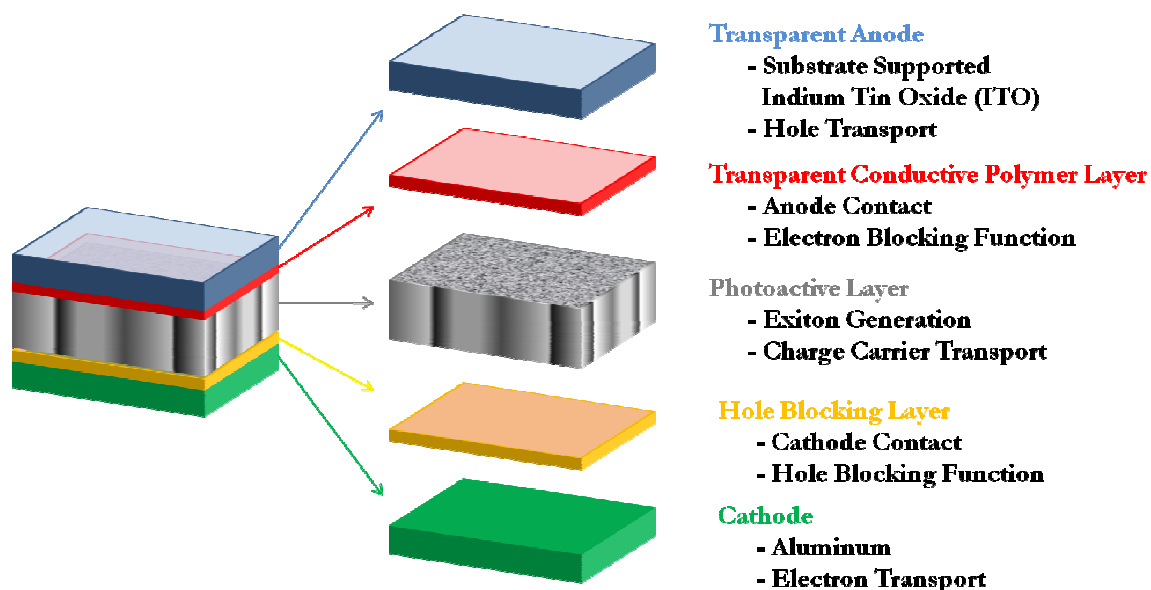 Transparent Anode
- Substrate Supported
Indium Tin Oxide (ITO)
- Hole Transport
Transparent Conductive Polymer Layer
- Anode Contact
- Electron Blocking Function
Photoactive Layer
- Exiton Generation
- Charge Carrier Transport
Hole Blocking Layer
- Cathode Contact
- Hole Blocking Function
Cathode
- Aluminum
- Electron Transport